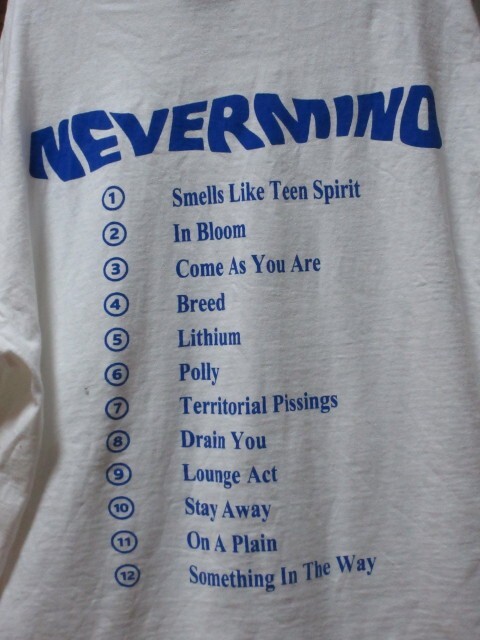 NEVERMIND
① Smells Like Teen Spirit
② In Bloom
③ Come As You Are
④ Breed
⑤ Lithium
⑥ Polly
⑦ Territorial Pissings
⑧ Drain You
⑨ Lounge Act
⑩ Stay Away
⑪ On A Plain
⑫ Something In The Way